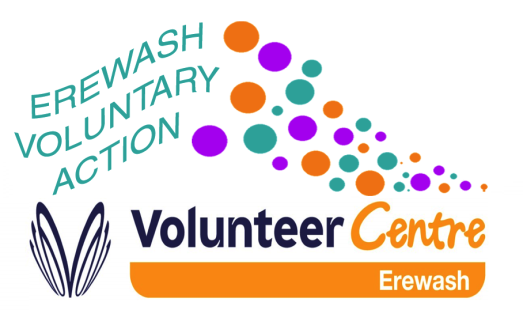 EREWASH
VOLUNTARY
ACTION
Volunteer Centre
Erewash